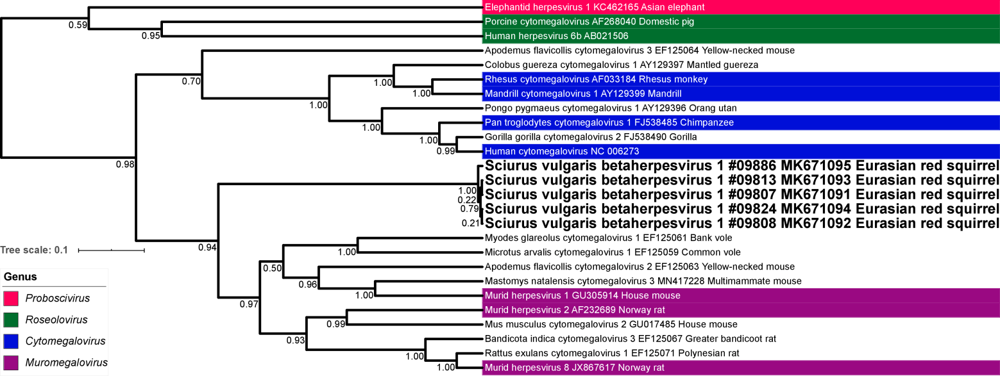 Elephantid herpesvirus 1 KC462165 Asian elephant
0.59
Porcine cytomegalovirus AF268040 Domestic pig
0.95
Human herpesvirus 6b AB021506
Apodemus flavicollis cytomegalovirus 3 EF125064 Yellow-necked mouse
0.70
Colobus guereza cytomegalovirus 1 AY129397 Mantled guereza
1.00
Rhesus cytomegalovirus AF033184 Rhesus monkey
1.00
Mandrill cytomegalovirus 1 AY129399 Mandrill
1.00
Pongo pygmaeus cytomegalovirus 1 AY129396 Orang utan
1.00
Pan troglodytes cytomegalovirus 1 FJ538485 Chimpanzee
1.00
Gorilla gorilla cytomegalovirus 2 FJ538490 Gorilla
0.99
Human cytomegalovirus NC 006273
0.98
Sciurus vulgaris betaherpesvirus 1 #09886 MK671095 Eurasian red squirrel
Sciurus vulgaris betaherpesvirus 1 #09813 MK671093 Eurasian red squirrel
1.00
Sciurus vulgaris betaherpesvirus 1 #09807 MK671091 Eurasian red squirrel
0.22
Sciurus vulgaris betaherpesvirus 1 #09824 MK671094 Eurasian red squirrel
0.79
Sciurus vulgaris betaherpesvirus 1 #09808 MK671092 Eurasian red squirrel
0.21
Myodes glareolus cytomegalovirus 1 EF125061 Bank vole
0.94
1.00
Microtus arvalis cytomegalovirus 1 EF125059 Common vole
0.50
Apodemus flavicollis cytomegalovirus 2 EF125063 Yellow-necked mouse
0.96
Mastomys natalensis cytomegalovirus 3 MN417228 Multimammate mouse
1.00
Murid herpesvirus 1 GU305914 House mouse
0.97
Murid herpesvirus 2 AF232689 Norway rat
0.99
Mus musculus cytomegalovirus 2 GU017485 House mouse
0.93
Bandicota indica cytomegalovirus 3 EF125067 Greater bandicoot rat
1.00
Rattus exulans cytomegalovirus 1 EF125071 Polynesian rat
1.00
Murid herpesvirus 8 JX867617 Norway rat
Tree scale: 0.1
Genus
Proboscivirus
Roseolovirus
Cytomegalovirus
Muromegalovirus